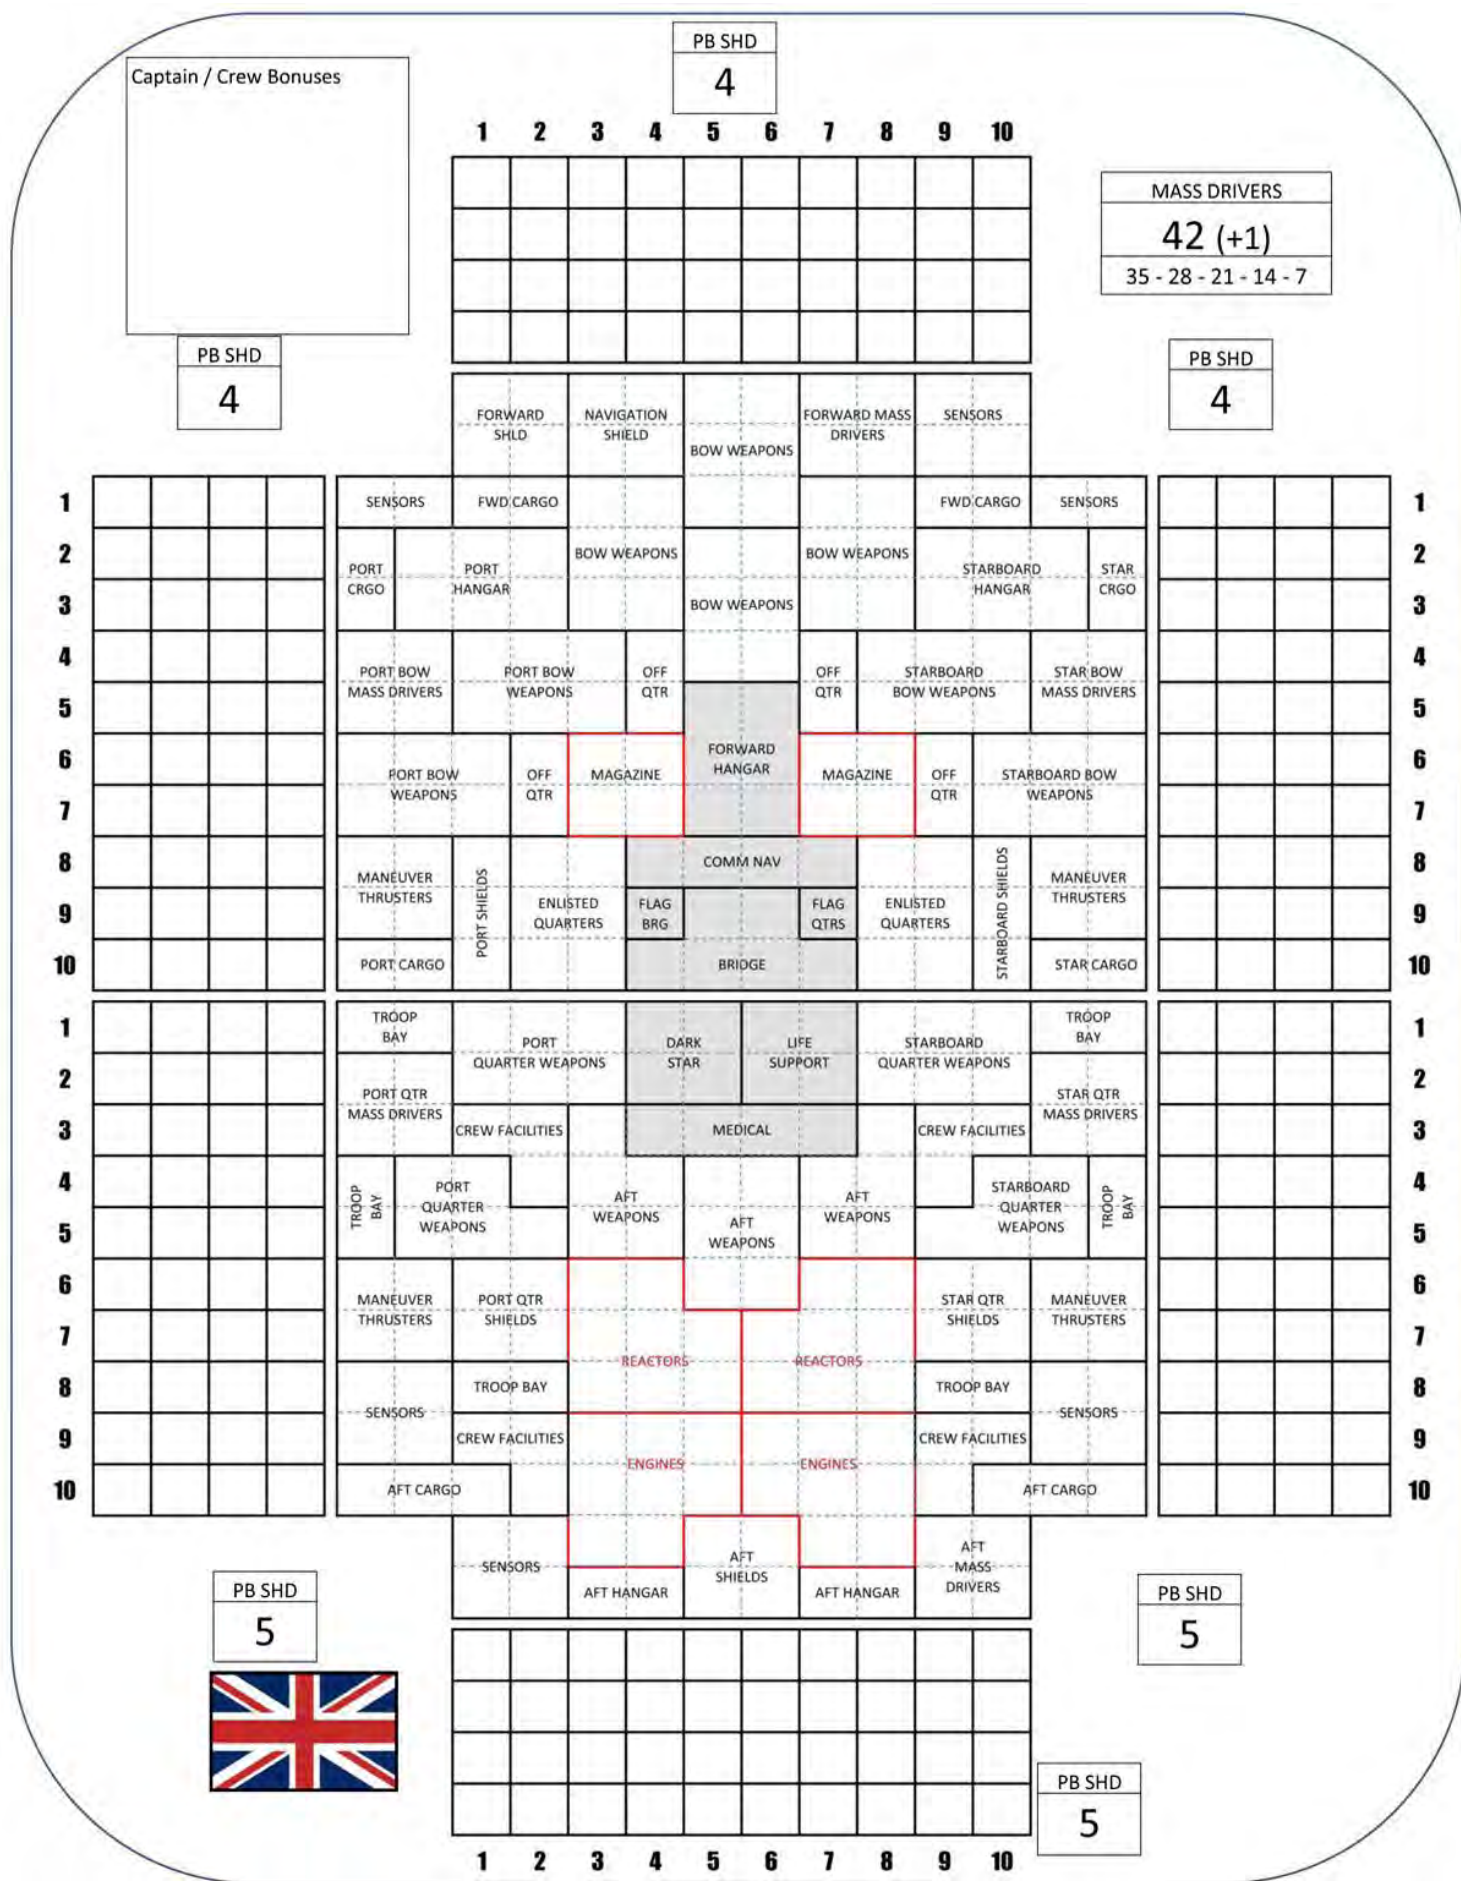 PB SHD
4
Captain / Crew Bonuses
1 2 3 4 5 6 7 8 9 10
MASS DRIVERS
42 (+1)
35 - 28 - 21 - 14 - 7
PB SHD
4
PB SHD
4
FORWARD
SHLD
NAVIGATION
SHIELD
BOW WEAPONS
FORWARD MASS
DRIVERS
SENSORS
1
SENSORS
FWD CARGO
FWD CARGO
SENSORS
1
2
3
PORT
CRGO
PORT
HANGAR
BOW WEAPONS
BOW WEAPONS
BOW WEAPONS
STARBOARD
HANGAR
STAR
CRGO
2
3
4
5
PORT BOW
MASS DRIVERS
PORT BOW
WEAPONS
OFF
QTR
OFF
QTR
STARBOARD
BOW WEAPONS
STAR BOW
MASS DRIVERS
4
5
6
7
PORT BOW
WEAPONS
OFF
QTR
MAGAZINE
FORWARD
HANGAR
MAGAZINE
OFF
QTR
STARBOARD BOW
WEAPONS
6
7
8
9
10
MANEUVER
THRUSTERS
PORT CARGO
PORT SHIELDS
ENLISTED
QUARTERS
COMM NAV
FLAG
BRG
FLAG
QTRS
BRIDGE
ENLISTED
QUARTERS
STARBOARD SHIELDS
MANEUVER
THRUSTERS
STAR CARGO
8
9
10
1
2
3
TROOP
BAY
PORT QTR
MASS DRIVERS
PORT
QUARTER WEAPONS
CREW FACILITIES
DARK
STAR
LIFE
SUPPORT
MEDICAL
STARBOARD
QUARTER WEAPONS
CREW FACILITIES
TROOP
BAY
STAR QTR
MASS DRIVERS
1
2
3
4
5
TROOP
BAY
PORT
QUARTER
WEAPONS
AFT
WEAPONS
AFT
WEAPONS
AFT
WEAPONS
STARBOARD
QUARTER
WEAPONS
TROOP
BAY
4
5
6
7
MANEUVER
THRUSTERS
PORT QTR
SHIELDS
REACTORS
REACTORS
STAR QTR
SHIELDS
MANEUVER
THRUSTERS
6
7
8
9
10
SENSORS
TROOP BAY
CREW FACILITIES
AFT CARGO
ENGINES
ENGINES
TROOP BAY
CREW FACILITIES
SENSORS
AFT CARGO
8
9
10
SENSORS
AFT HANGAR
AFT
SHIELDS
AFT HANGAR
AFT
MASS
DRIVERS
PB SHD
5
PB SHD
5
PB SHD
5
1 2 3 4 5 6 7 8 9 10